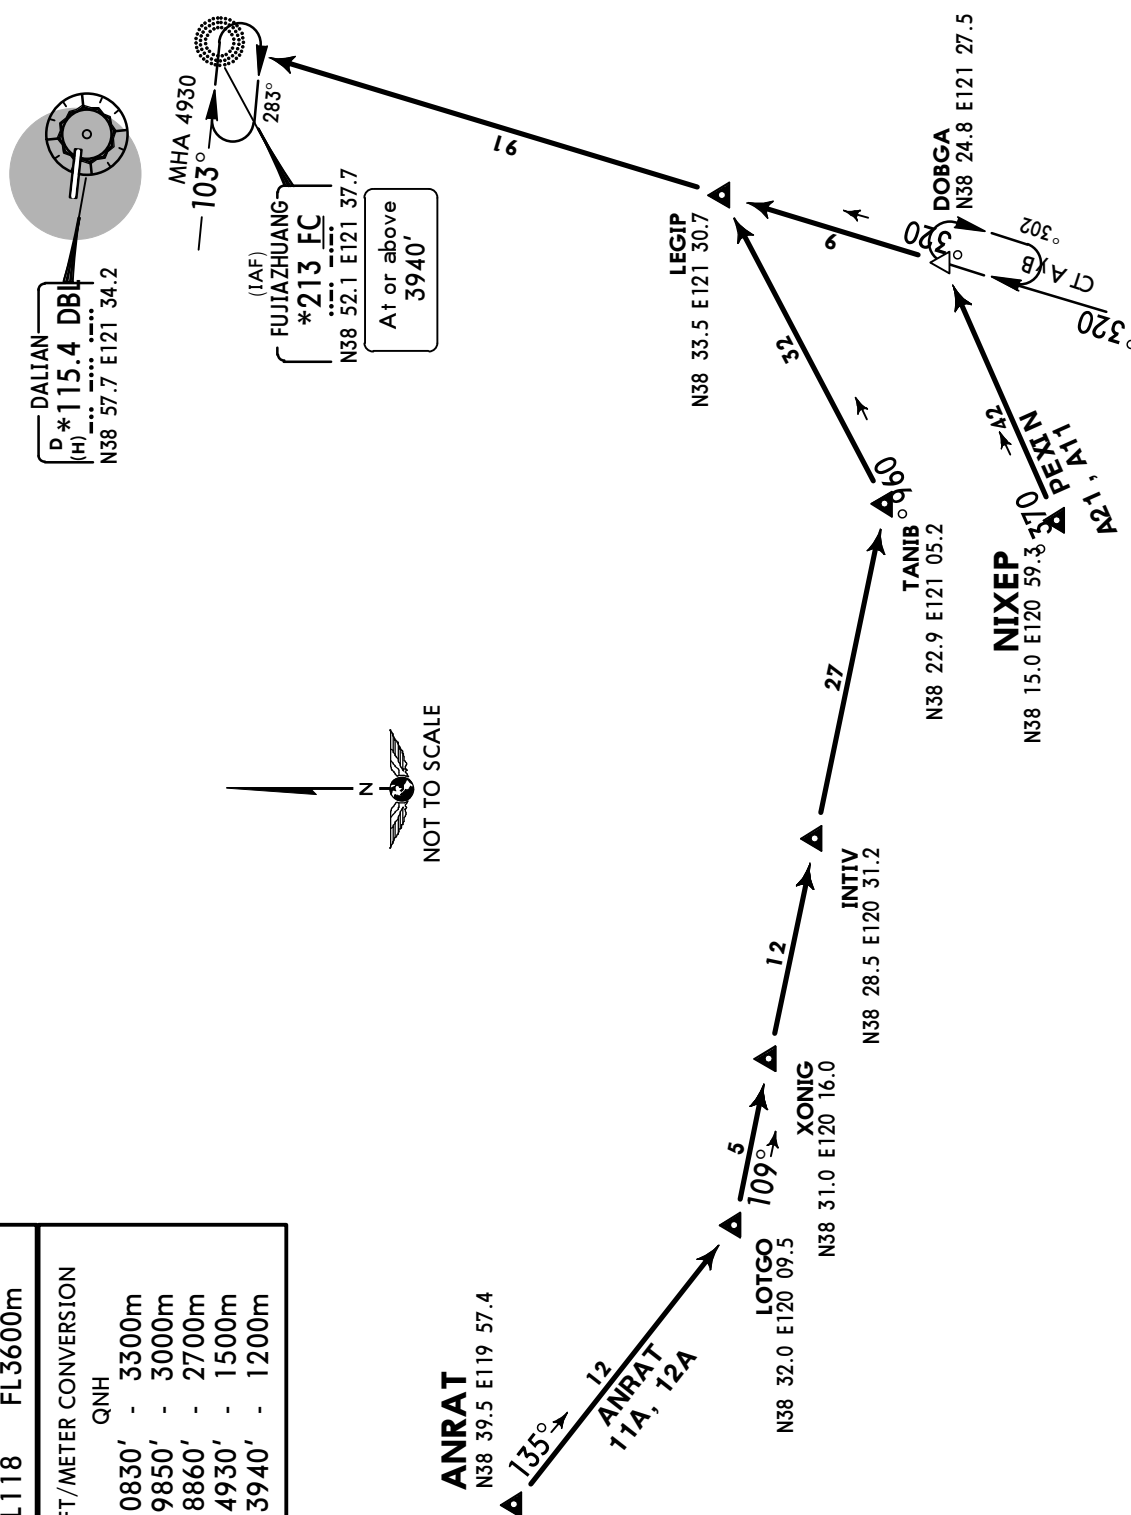 DALIAN
D
(H)
*115.4 DBL
N38 57.7 E121 34.2
MHA 4930
103°
283°
(IAF)
FUJIAZHUANG
*213 FC
N38 52.1 E121 37.7
At or above
3940'
91
LEGIP
N38 33.5 E121 30.7
9
DOBGA
N38 24.8 E121 27.5
320°
302°
CT AyB
320°
32
42
PEXIN
A21, A11
370°
NIXEP
N38 15.0 E120 59.3
960°
TANIB
N38 22.9 E121 05.2
27
N
NOT TO SCALE
INTIV
N38 28.5 E120 31.2
12
XONIG
N38 31.0 E120 16.0
5
109°
LOTGO
N38 32.0 E120 09.5
12
ANRAT
11A, 12A
135°
ANRAT
N38 39.5 E119 57.4
L118 FL3600m
FT/METER CONVERSION
QNH
0830' - 3300m
9850' - 3000m
8860' - 2700m
4930' - 1500m
3940' - 1200m